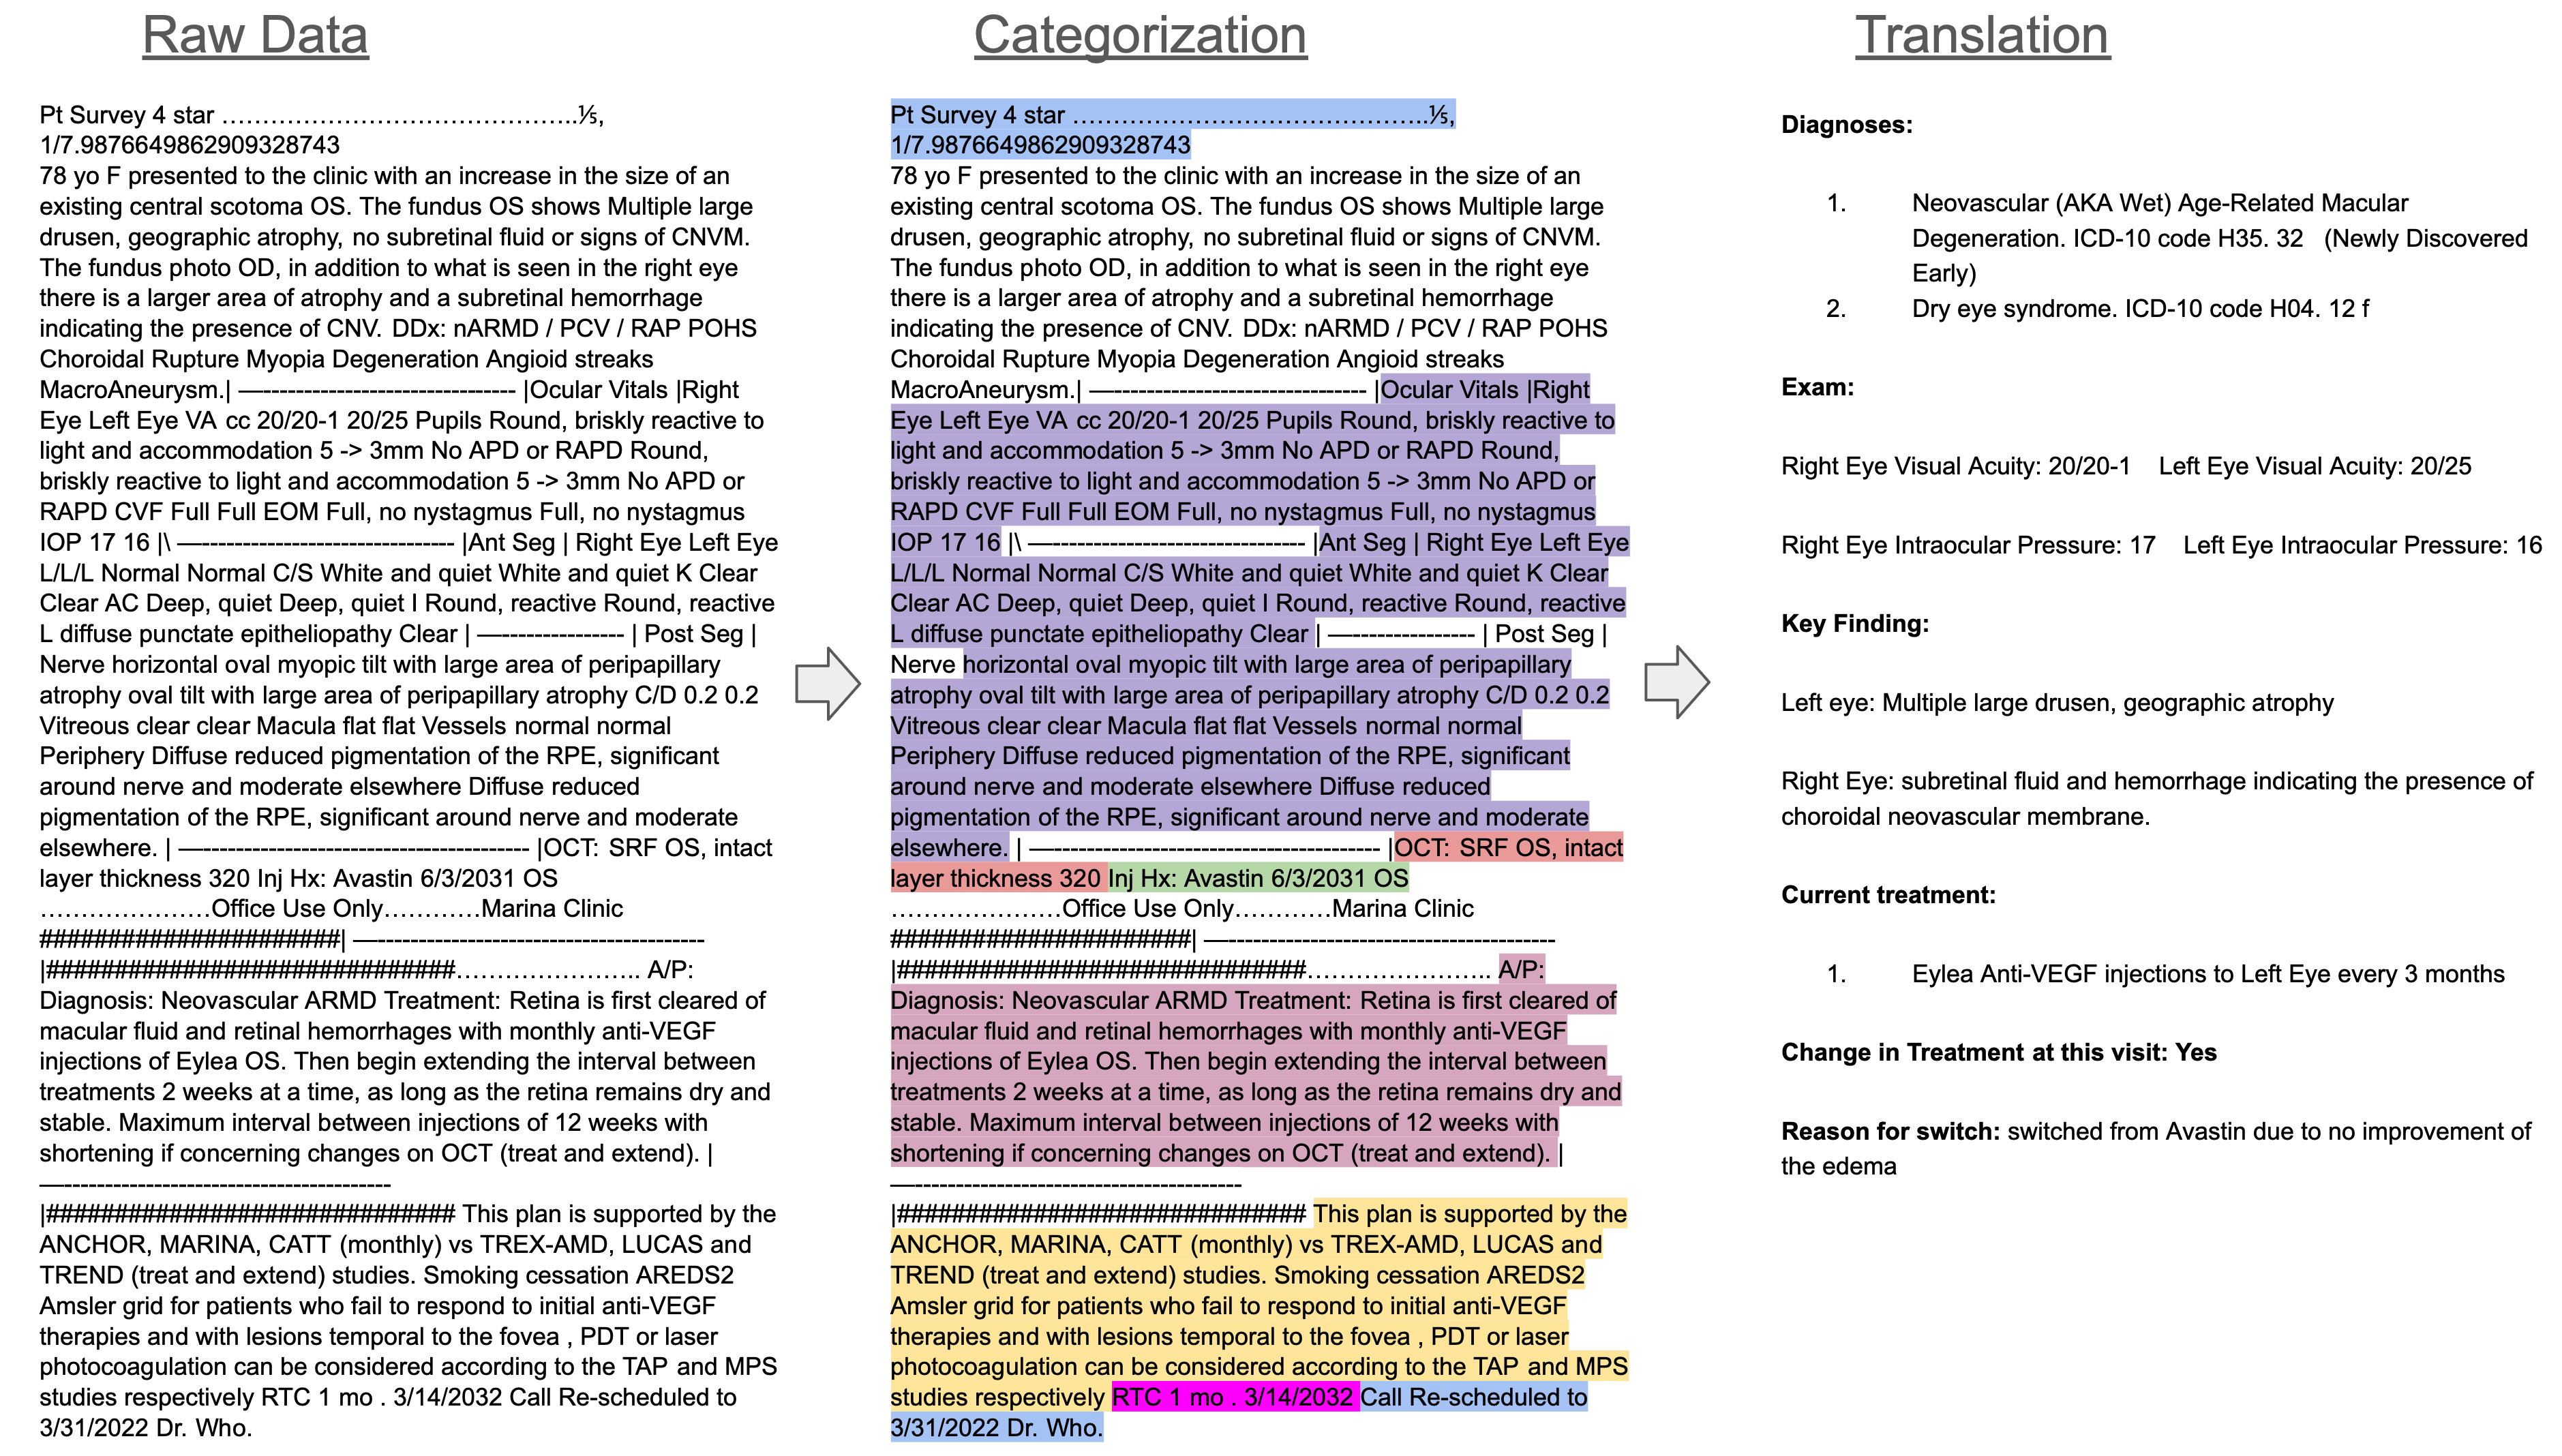 Raw Data
Pt Survey 4 star ……………………………………..⅕,
1/7.9876649862909328743
78 yo F presented to the clinic with an increase in the size of an
existing central scotoma OS. The fundus OS shows Multiple large
drusen, geographic atrophy, no subretinal fluid or signs of CNVM.
The fundus photo OD, in addition to what is seen in the right eye
there is a larger area of atrophy and a subretinal hemorrhage
indicating the presence of CNV. DDx: nARMD / PCV / RAP POHS
Choroidal Rupture Myopia Degeneration Angioid streaks
MacroAneurysm.| —------------------------------- |Ocular Vitals |Right
Eye Left Eye VA cc 20/20-1 20/25 Pupils Round, briskly reactive to
light and accommodation 5 -> 3mm No APD or RAPD Round,
briskly reactive to light and accommodation 5 -> 3mm No APD or
RAPD CVF Full Full EOM Full, no nystagmus Full, no nystagmus
IOP 17 16 |\ —------------------------------- |Ant Seg | Right Eye Left Eye
L/L/L Normal Normal C/S White and quiet White and quiet K Clear
Clear AC Deep, quiet Deep, quiet I Round, reactive Round, reactive
L diffuse punctate epitheliopathy Clear | —--------------- | Post Seg |
Nerve horizontal oval myopic tilt with large area of peripapillary
atrophy oval tilt with large area of peripapillary atrophy C/D 0.2 0.2
Vitreous clear clear Macula flat flat Vessels normal normal
Periphery Diffuse reduced pigmentation of the RPE, significant
around nerve and moderate elsewhere Diffuse reduced
pigmentation of the RPE, significant around nerve and moderate
elsewhere. | —---------------------------------------- |OCT: SRF OS, intact
layer thickness 320 Inj Hx: Avastin 6/3/2031 OS
…………………Office Use Only…………Marina Clinic
######################| —----------------------------------------
|##############################………………….. A/P:
Diagnosis: Neovascular ARMD Treatment: Retina is first cleared of
macular fluid and retinal hemorrhages with monthly anti-VEGF
injections of Eylea OS. Then begin extending the interval between
treatments 2 weeks at a time, as long as the retina remains dry and
stable. Maximum interval between injections of 12 weeks with
shortening if concerning changes on OCT (treat and extend). |
—----------------------------------------
|############################## This plan is supported by the
ANCHOR, MARINA, CATT (monthly) vs TREX-AMD, LUCAS and
TREND (treat and extend) studies. Smoking cessation AREDS2
Amsler grid for patients who fail to respond to initial anti-VEGF
therapies and with lesions temporal to the fovea , PDT or laser
photocoagulation can be considered according to the TAP and MPS
studies respectively RTC 1 mo . 3/14/2032 Call Re-scheduled to
3/31/2022 Dr. Who.
Categorization
Pt Survey 4 star ……………………………………..⅕,
1/7.9876649862909328743
78 yo F presented to the clinic with an increase in the size of an
existing central scotoma OS. The fundus OS shows Multiple large
drusen, geographic atrophy, no subretinal fluid or signs of CNVM.
The fundus photo OD, in addition to what is seen in the right eye
there is a larger area of atrophy and a subretinal hemorrhage
indicating the presence of CNV. DDx: nARMD / PCV / RAP POHS
Choroidal Rupture Myopia Degeneration Angioid streaks
MacroAneurysm.| —------------------------------- |Ocular Vitals |Right
Eye Left Eye VA cc 20/20-1 20/25 Pupils Round, briskly reactive to
light and accommodation 5 -> 3mm No APD or RAPD Round,
briskly reactive to light and accommodation 5 -> 3mm No APD or
RAPD CVF Full Full EOM Full, no nystagmus Full, no nystagmus
IOP 17 16 |\ —------------------------------- |Ant Seg | Right Eye Left Eye
L/L/L Normal Normal C/S White and quiet White and quiet K Clear
Clear AC Deep, quiet Deep, quiet I Round, reactive Round, reactive
L diffuse punctate epitheliopathy Clear | —--------------- | Post Seg |
Nerve horizontal oval myopic tilt with large area of peripapillary
atrophy oval tilt with large area of peripapillary atrophy C/D 0.2 0.2
Vitreous clear clear Macula flat flat Vessels normal normal
Periphery Diffuse reduced pigmentation of the RPE, significant
around nerve and moderate elsewhere Diffuse reduced
pigmentation of the RPE, significant around nerve and moderate
elsewhere. | —---------------------------------------- |OCT: SRF OS, intact
layer thickness 320 Inj Hx: Avastin 6/3/2031 OS
…………………Office Use Only…………Marina Clinic
######################| —----------------------------------------
|##############################………………….. A/P:
Diagnosis: Neovascular ARMD Treatment: Retina is first cleared of
macular fluid and retinal hemorrhages with monthly anti-VEGF
injections of Eylea OS. Then begin extending the interval between
treatments 2 weeks at a time, as long as the retina remains dry and
stable. Maximum interval between injections of 12 weeks with
shortening if concerning changes on OCT (treat and extend). |
—----------------------------------------
|############################## This plan is supported by the
ANCHOR, MARINA, CATT (monthly) vs TREX-AMD, LUCAS and
TREND (treat and extend) studies. Smoking cessation AREDS2
Amsler grid for patients who fail to respond to initial anti-VEGF
therapies and with lesions temporal to the fovea , PDT or laser
photocoagulation can be considered according to the TAP and MPS
studies respectively RTC 1 mo . 3/14/2032 Call Re-scheduled to
3/31/2022 Dr. Who.
Translation
Diagnoses:
1. Neovascular (AKA Wet) Age-Related Macular
Degeneration. ICD-10 code H35. 32 (Newly Discovered
Early)
2. Dry eye syndrome. ICD-10 code H04. 12 f
Exam:
Right Eye Visual Acuity: 20/20-1 Left Eye Visual Acuity: 20/25
Right Eye Intraocular Pressure: 17 Left Eye Intraocular Pressure: 16
Key Finding:
Left eye: Multiple large drusen, geographic atrophy
Right Eye: subretinal fluid and hemorrhage indicating the presence of
choroidal neovascular membrane.
Current treatment:
1. Eylea Anti-VEGF injections to Left Eye every 3 months
Change in Treatment at this visit: Yes
Reason for switch: switched from Avastin due to no improvement of
the edema